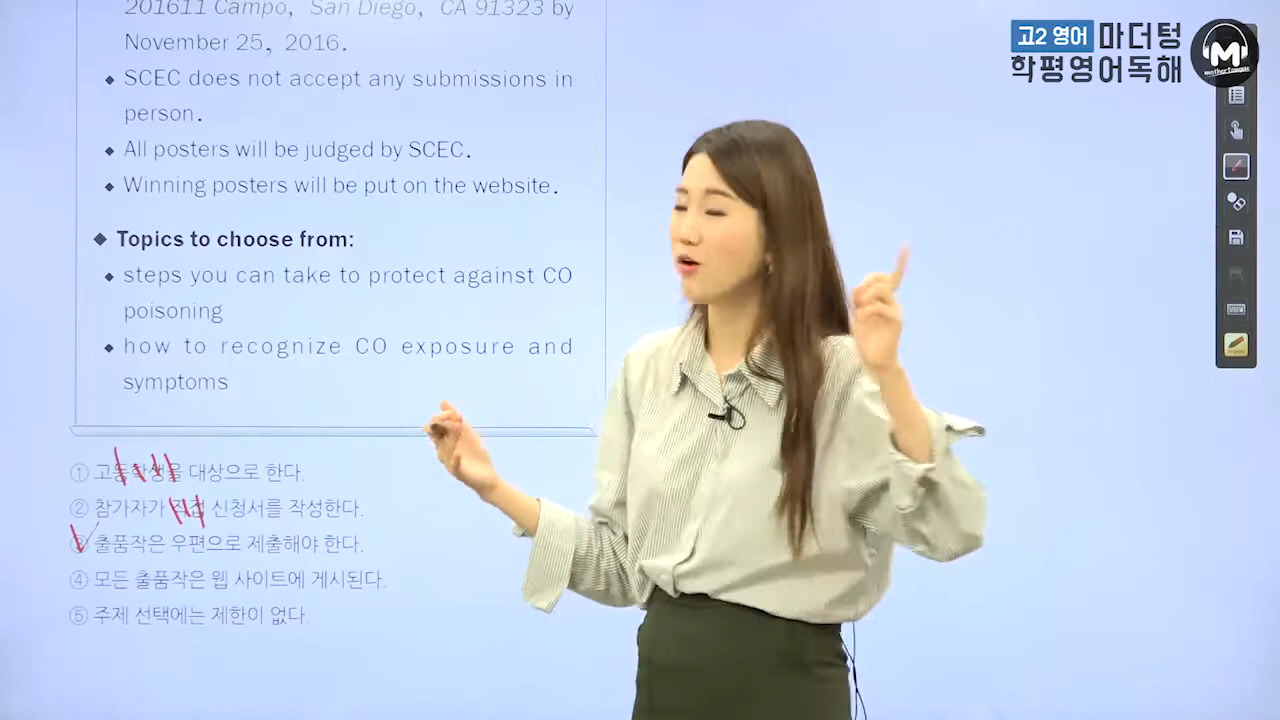 201611 Campo, San Diego, CA 91323 by
November 25, 2016.
◆ SCEC does not accept any submissions in
person.
◆ All posters will be judged by SCEC.
◆ Winning posters will be put on the website.
◆ Topics to choose from:
◆ steps you can take to protect against CO
poisoning
◆ how to recognize CO exposure and
symptoms
① 고등학생을 대상으로 한다.
② 참가자가 직접 신청서를 작성한다.
③ 출품작은 우편으로 제출해야 한다.
④ 모든 출품작은 웹 사이트에 게시된다.
⑤ 주제 선택에는 제한이 없다.
고2 영어 마더텅
학평영어독해
M
mothertongue